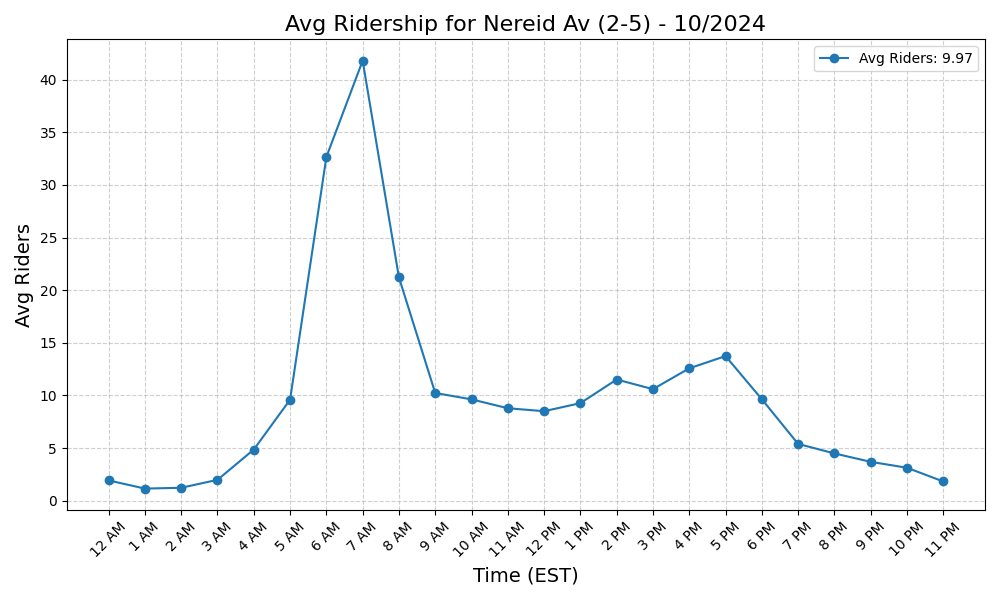 Avg Ridership for Nereid Av (2-5) - 10/2024
Avg Riders: 9.97
Avg Riders
40
35
30
25
20
15
10
5
0
12 AM
1 AM
2 AM
3 AM
4 AM
5 AM
6 AM
7 AM
8 AM
9 AM
10 AM
11 AM
12 PM
1 PM
2 PM
3 PM
4 PM
5 PM
6 PM
7 PM
8 PM
9 PM
10 PM
11 PM
Time (EST)